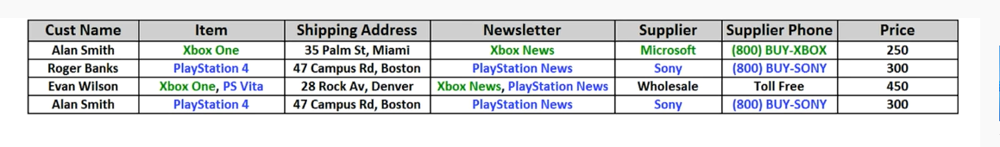 Cust Name Item Shipping Address Newsletter Supplier Supplier Phone Price
Alan Smith Xbox One 35 Palm St, Miami Xbox News Microsoft (800) BUY-XBOX 250
Roger Banks PlayStation 4 47 Campus Rd, Boston PlayStation News Sony (800) BUY-SONY 300
Evan Wilson Xbox One, PS Vita 28 Rock Av, Denver Xbox News, PlayStation News Wholesale Toll Free 450
Alan Smith PlayStation 4 47 Campus Rd, Boston PlayStation News Sony (800) BUY-SONY 300